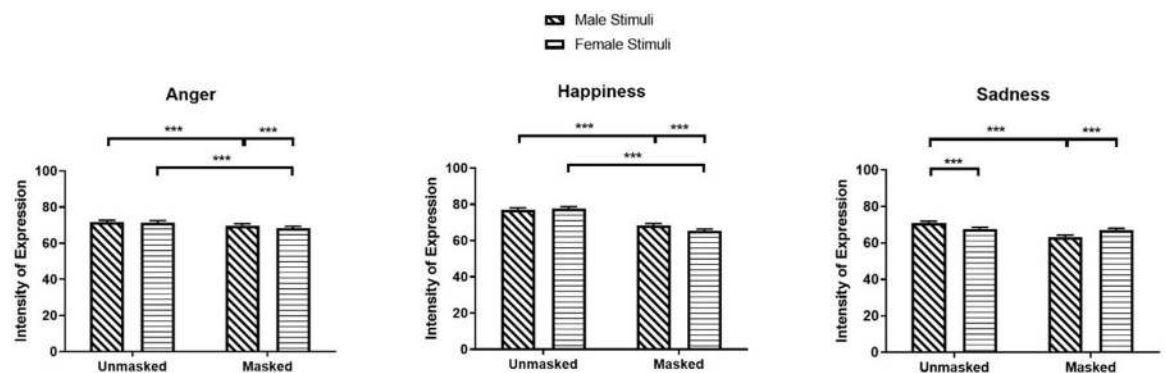 Male Stimuli
Female Stimuli
Anger
***
***
***
Intensity of Expression
100
80
60
40
20
0
Unmasked
Masked
Happiness
***
***
***
Intensity of Expression
100
80
60
40
20
0
Unmasked
Masked
Sadness
***
***
***
Intensity of Expression
100
80
60
40
20
0
Unmasked
Masked